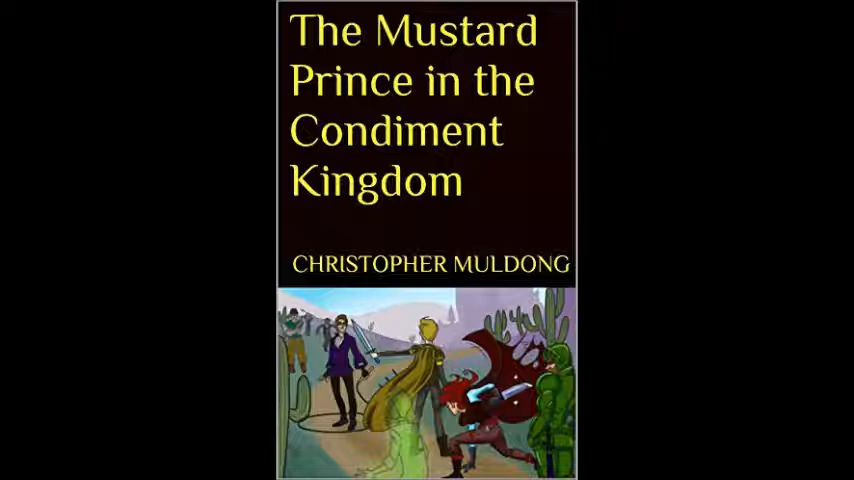 The Mustard
Prince in the
Condiment
Kingdom
CHRISTOPHER MULDONG